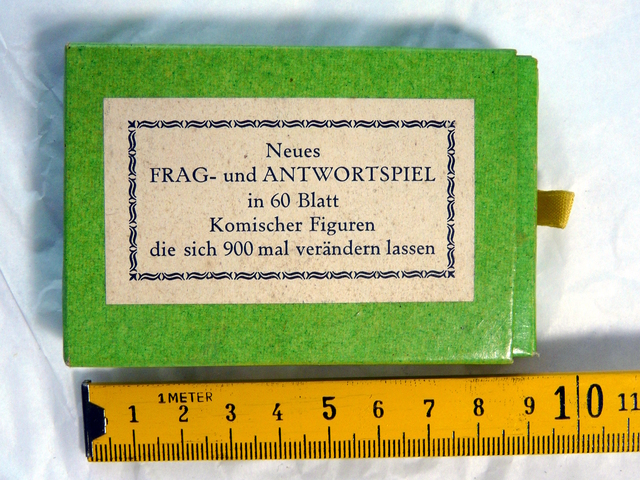 Neues
FRAG- und ANTWORTSPIEL
in 60 Blatt
Komischer Figuren
die sich 900 mal verändern lassen
1 METER
1 2 3 4 5 6 7 8 9 10 11